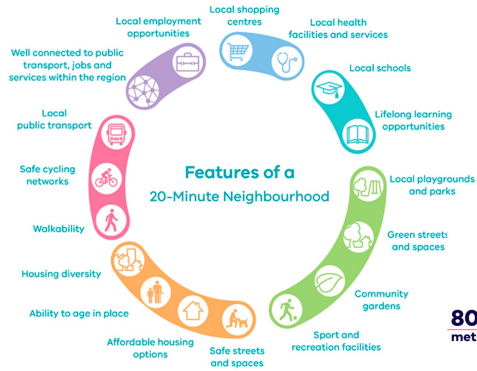 Local shopping
centres
Local health
facilities and services
Local schools
Lifelong learning
opportunities
Local playgrounds
and parks
Green streets
and spaces
Community
gardens
Sport and
recreation facilities
Safe streets
and spaces
Affordable housing
options
Ability to age in place
Housing diversity
Walkability
Safe cycling
networks
Local
public transport
Well connected to public
transport, jobs and
services within the region
Local employment
opportunities
Features of a
20-Minute Neighbourhood
80
met